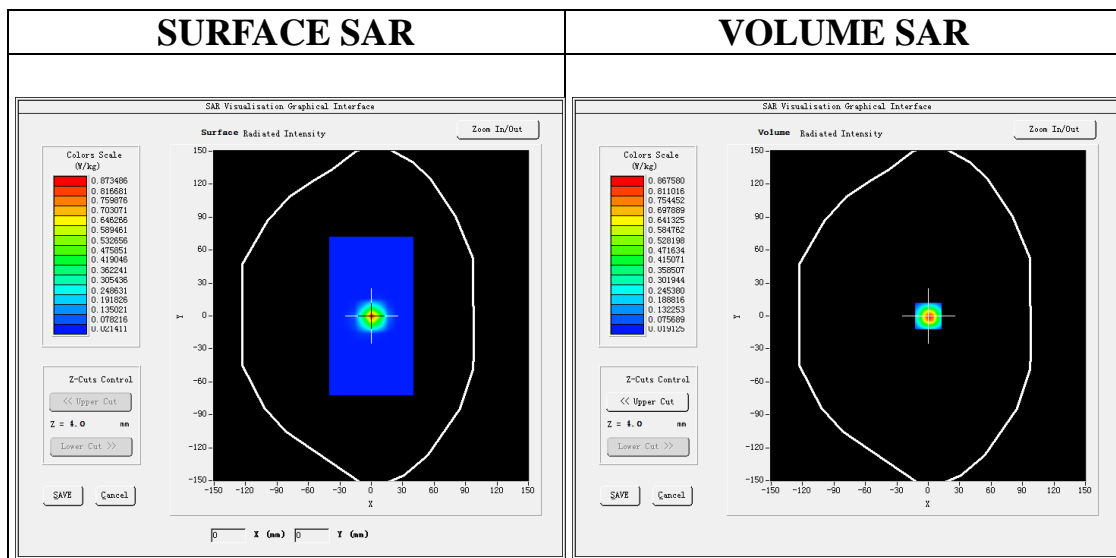 SURFACE SAR
VOLUME SAR
SAR Visualisation Graphical Interface
Surface Radiated Intensity
Zoom In/Out
Colors Scale
(W/kg)
0.873486
0.816681
0.759876
0.703071
0.646266
0.589461
0.532656
0.475851
0.419046
0.362241
0.305436
0.248631
0.191826
0.135021
0.078216
0.021411
150
120
90
60
30
0
-30
-60
-90
-120
-150
Y
-150 -120 -90 -60 -30 0 30 60 90 120 150
X
Z-Cuts Control
<< Upper Cut
Z = 4.0 mm
Lower Cut >>
SAVE Cancel
0 X (mm) 0 Y (mm)
SAR Visualisation Graphical Interface
Volume Radiated Intensity
Zoom In/Out
Colors Scale
(W/kg)
0.867580
0.811016
0.754452
0.697889
0.641325
0.584762
0.528198
0.471634
0.415071
0.358507
0.301944
0.245380
0.188816
0.132253
0.075689
0.019125
150
120
90
60
30
0
-30
-60
-90
-120
-150
Y
-150 -120 -90 -60 -30 0 30 60 90 120 150
X
Z-Cuts Control
<< Upper Cut
Z = 4.0 mm
Lower Cut >>
SAVE Cancel